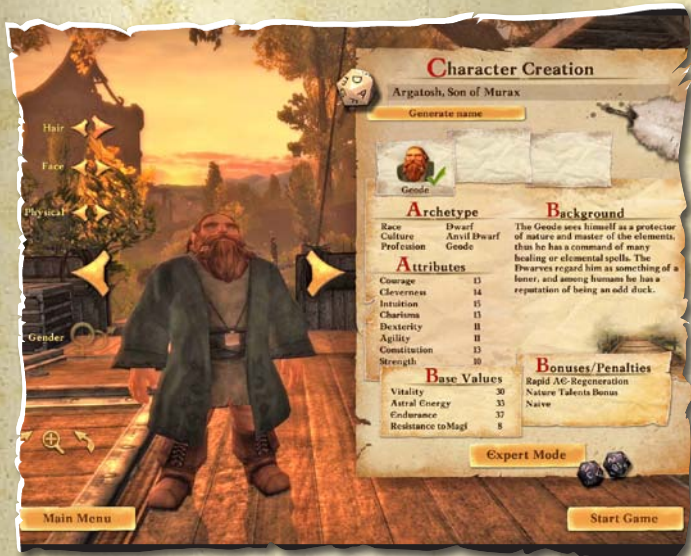 Character Creation
Argatosh, Son of Murax
Generate name
Hair
Face
Physical
Gender
Geode
Archetype
Race Dwarf
Culture Anvil Dwarf
Profession Geode
Attributes
Courage 13
Cleverness 14
Intuition 15
Charisma 13
Dexterity 11
Agility 11
Constitution 13
Strength 10
Base Values
Vitality 30
Astral Energy 33
Endurance 37
Resistance to Magi 8
Background
The Geode sees himself as a protector
of nature and master of the elements,
thus he has a command of many
healing or elemental spells. The
Dwarves regard him as something of a
loner, and among humans he has a
reputation of being an odd duck.
Bonuses/Penalties
Rapid AE-Regeneration
Nature Talents Bonus
Naive
Expert Mode
Main Menu
Start Game